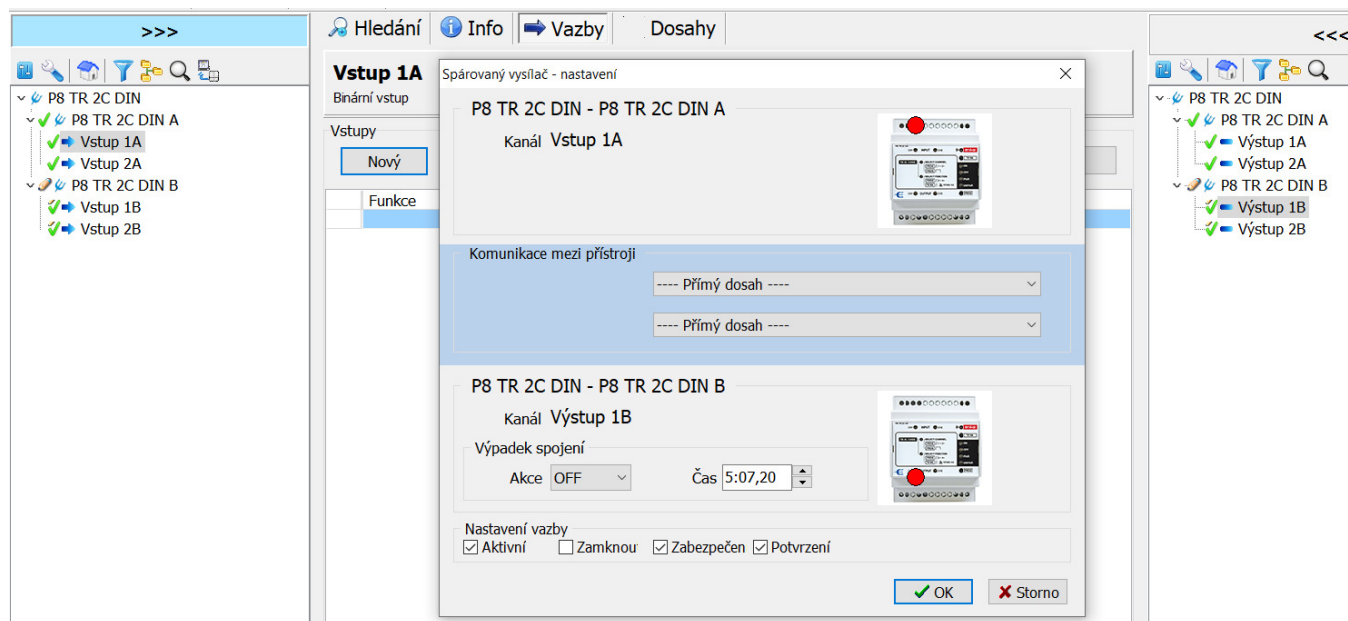 >>>
Hledání Info Vazby Dosahy
<<<
P8 TR 2C DIN
P8 TR 2C DIN A
Vstup 1A
Vstup 2A
P8 TR 2C DIN B
Vstup 1B
Vstup 2B
Vstup 1A
Binární vstup
Vstupy
Nový
Funkce
Spárovaný vysílač - nastavení
P8 TR 2C DIN - P8 TR 2C DIN A
Kanál Vstup 1A
Komunikace mezi přístroji
---- Přímý dosah ----
---- Přímý dosah ----
P8 TR 2C DIN - P8 TR 2C DIN B
Kanál Výstup 1B
Výpadek spojení
Akce OFF Čas 5:07,20
Nastavení vazby
Aktivní Zamknou Zabezpečen Potvrzení
OK Storno
P8 TR 2C DIN
P8 TR 2C DIN A
Výstup 1A
Výstup 2A
P8 TR 2C DIN B
Výstup 1B
Výstup 2B